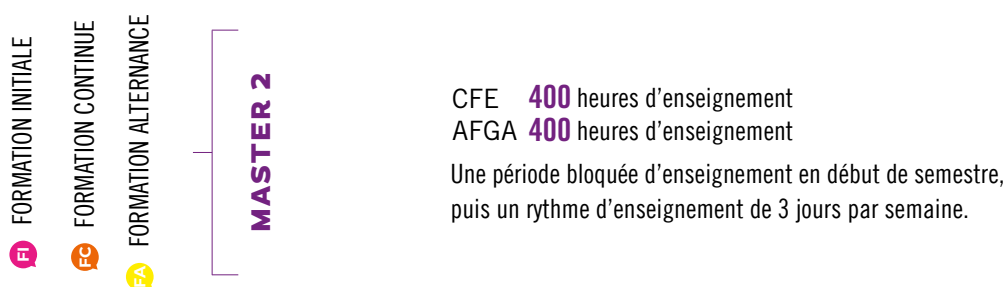 FI FORMATION INITIALE
FC FORMATION CONTINUE
FA FORMATION ALTERNANCE
MASTER 2
CFE 400 heures d’enseignement
AFGA 400 heures d’enseignement
Une période bloquée d’enseignement en début de semestre,
puis un rythme d’enseignement de 3 jours par semaine.